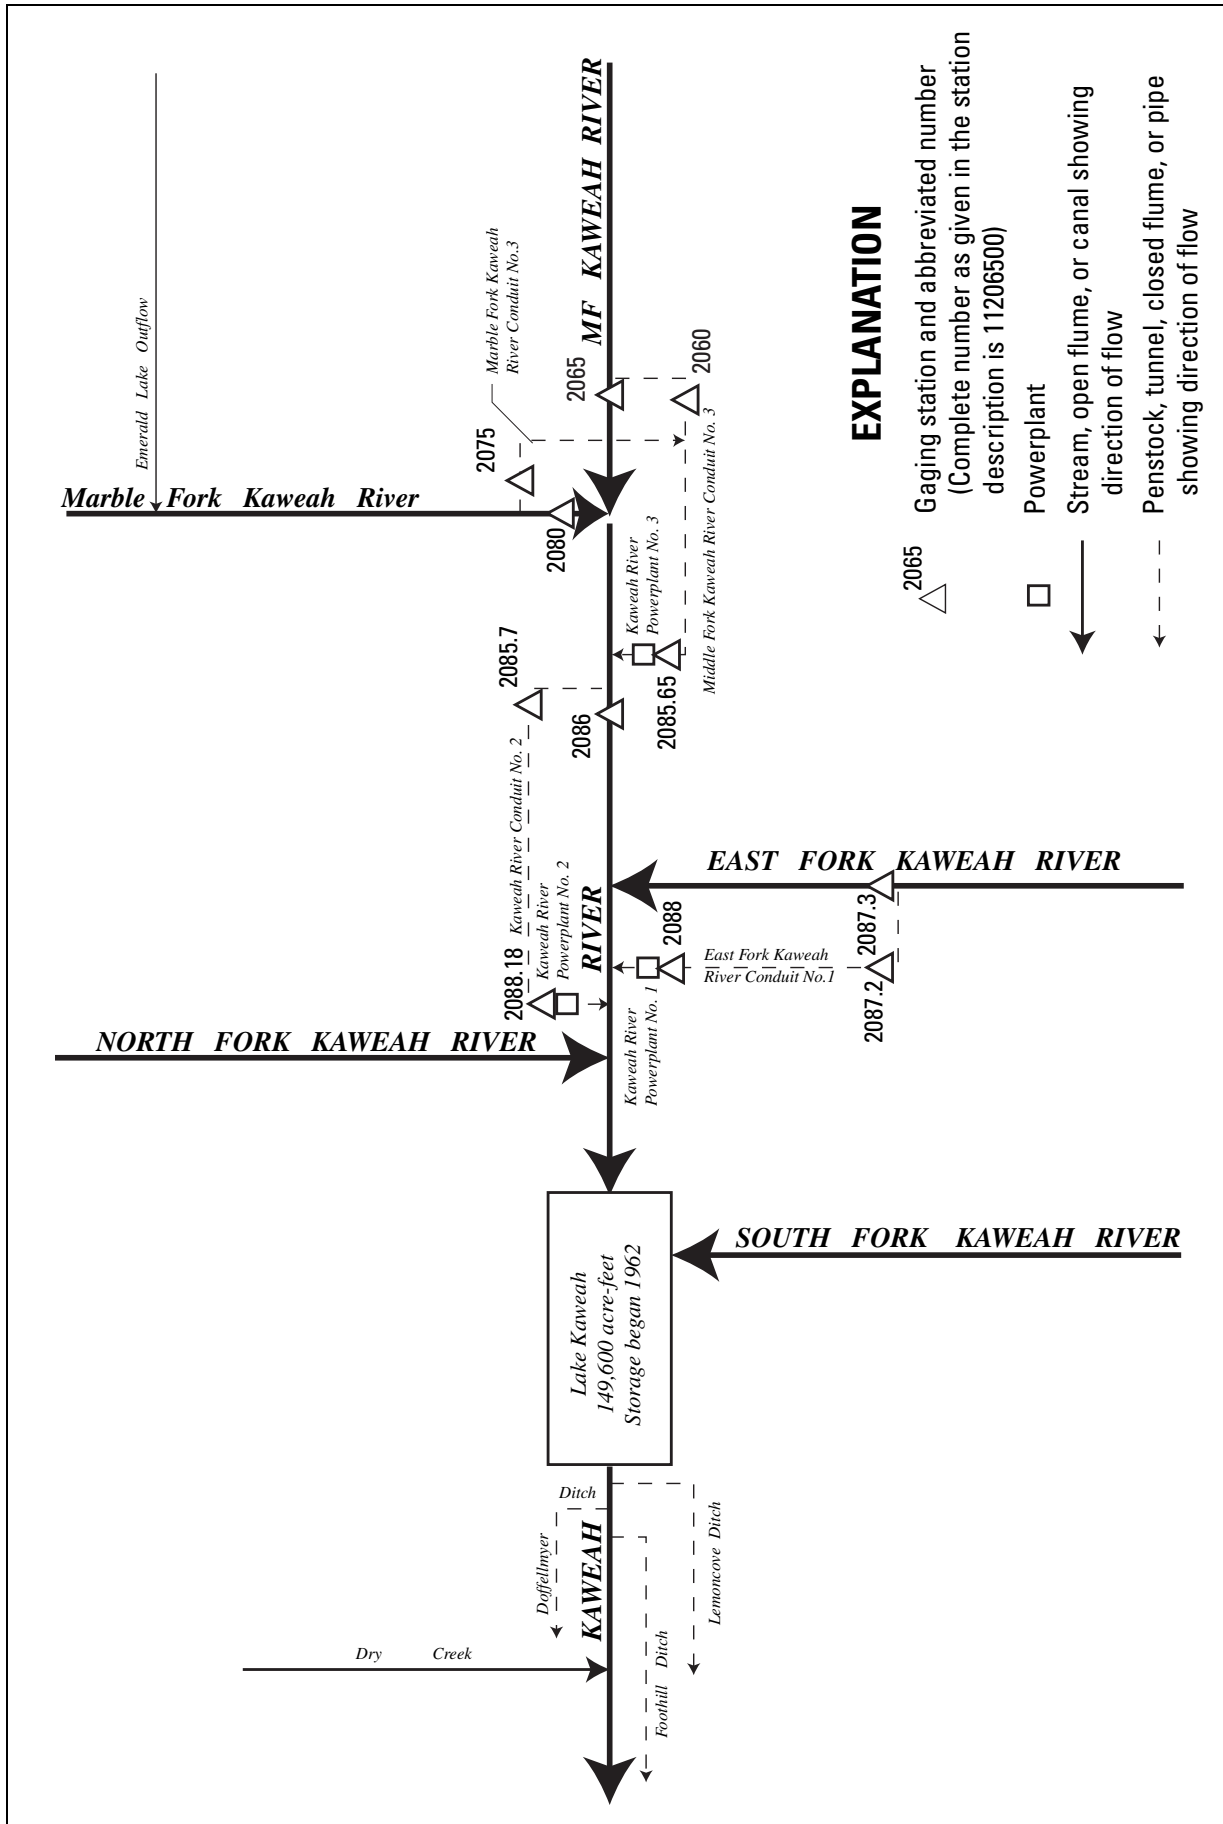 Emerald Lake Outflow
Marble Fork Kaweah River
MF KAWEAH RIVER
Marble Fork Kaweah
River Conduit No.3
2075
2065
2060
2080
Middle Fork Kaweah River Conduit No. 3
Kaweah River
Powerplant No. 3
2085.65
2085.7
2086
Kaweah River Conduit No. 2
Kaweah River
Powerplant No. 2
2088.18
RIVER
EAST FORK KAWEAH RIVER
2087.3
2087.2
2088
East Fork Kaweah
River Conduit No.1
Kaweah River
Powerplant No. 1
NORTH FORK KAWEAH RIVER
SOUTH FORK KAWEAH RIVER
Lake Kaweah
149,600 acre-feet
Storage began 1962
Ditch
Doffellmyer
KAWEAH
Lemoncove Ditch
Foothill Ditch
Dry Creek
EXPLANATION
2065
Gaging station and abbreviated number
(Complete number as given in the station
description is 11206500)
Powerplant
Stream, open flume, or canal showing
direction of flow
Penstock, tunnel, closed flume, or pipe
showing direction of flow